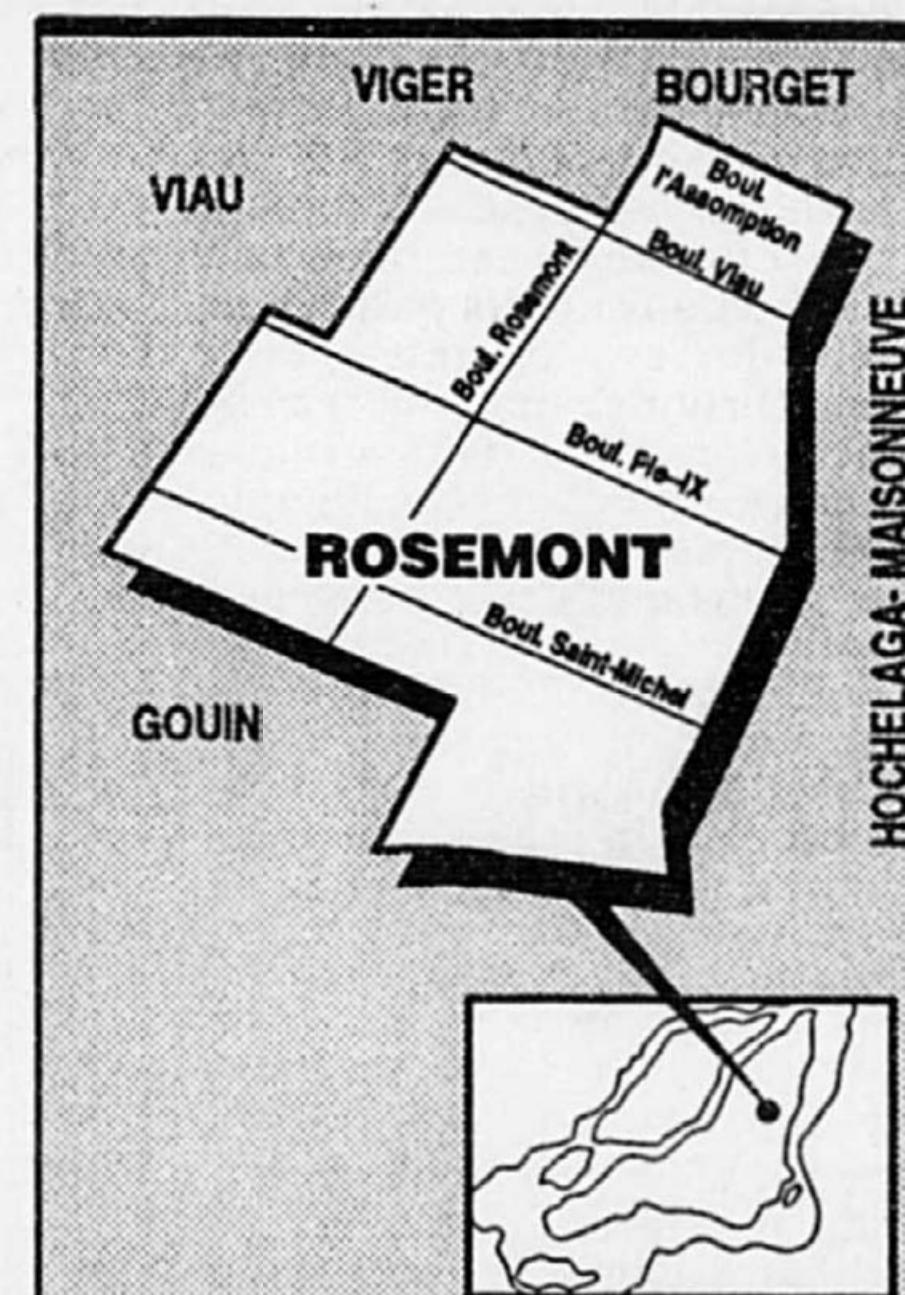 VIGER
BOURGET
VIAU
Boul.
l'Assomption
Boul. Viau
Boul. Rosemont
HOCHELAGA-MAISONNEUVE
Boul. Pie-IX
ROSEMONT
Boul. Saint-Michel
GOUIN